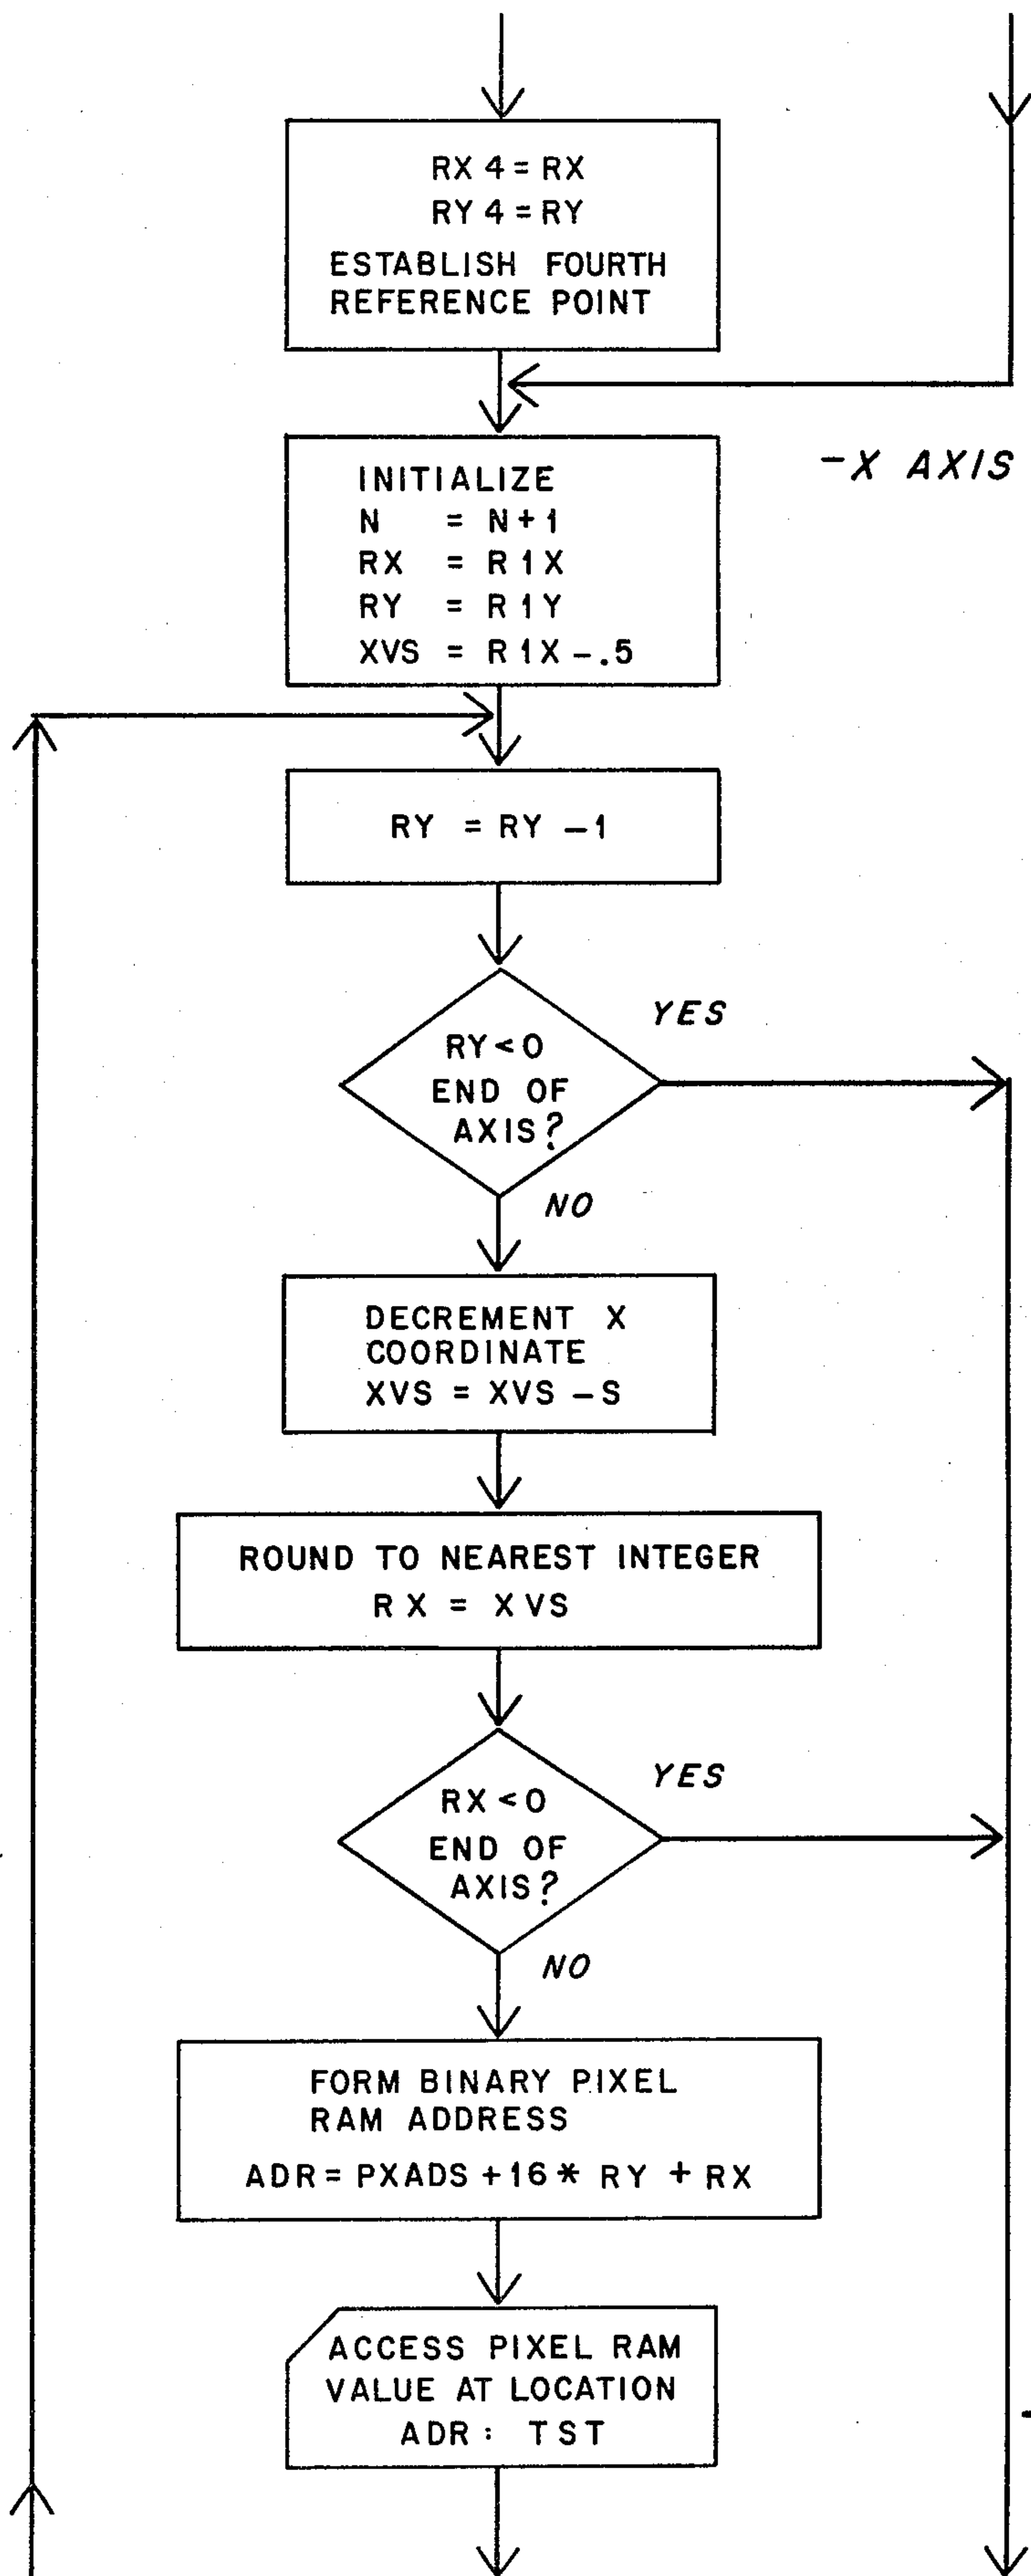 RX 4 = RX
RY 4 = RY
ESTABLISH FOURTH
REFERENCE POINT
-X AXIS
INITIALIZE
N = N+1
RX = R1X
RY = R1Y
XVS = R1X-.5
RY = RY -1
YES
RY<0
END OF
AXIS?
NO
DECREMENT X
COORDINATE
XVS = XVS -S
ROUND TO NEAREST INTEGER
RX = XVS
YES
RX<0
END OF
AXIS?
NO
FORM BINARY PIXEL
RAM ADDRESS
ADR= PXADS +16* RY + RX
ACCESS PIXEL RAM
VALUE AT LOCATION
ADR: TST